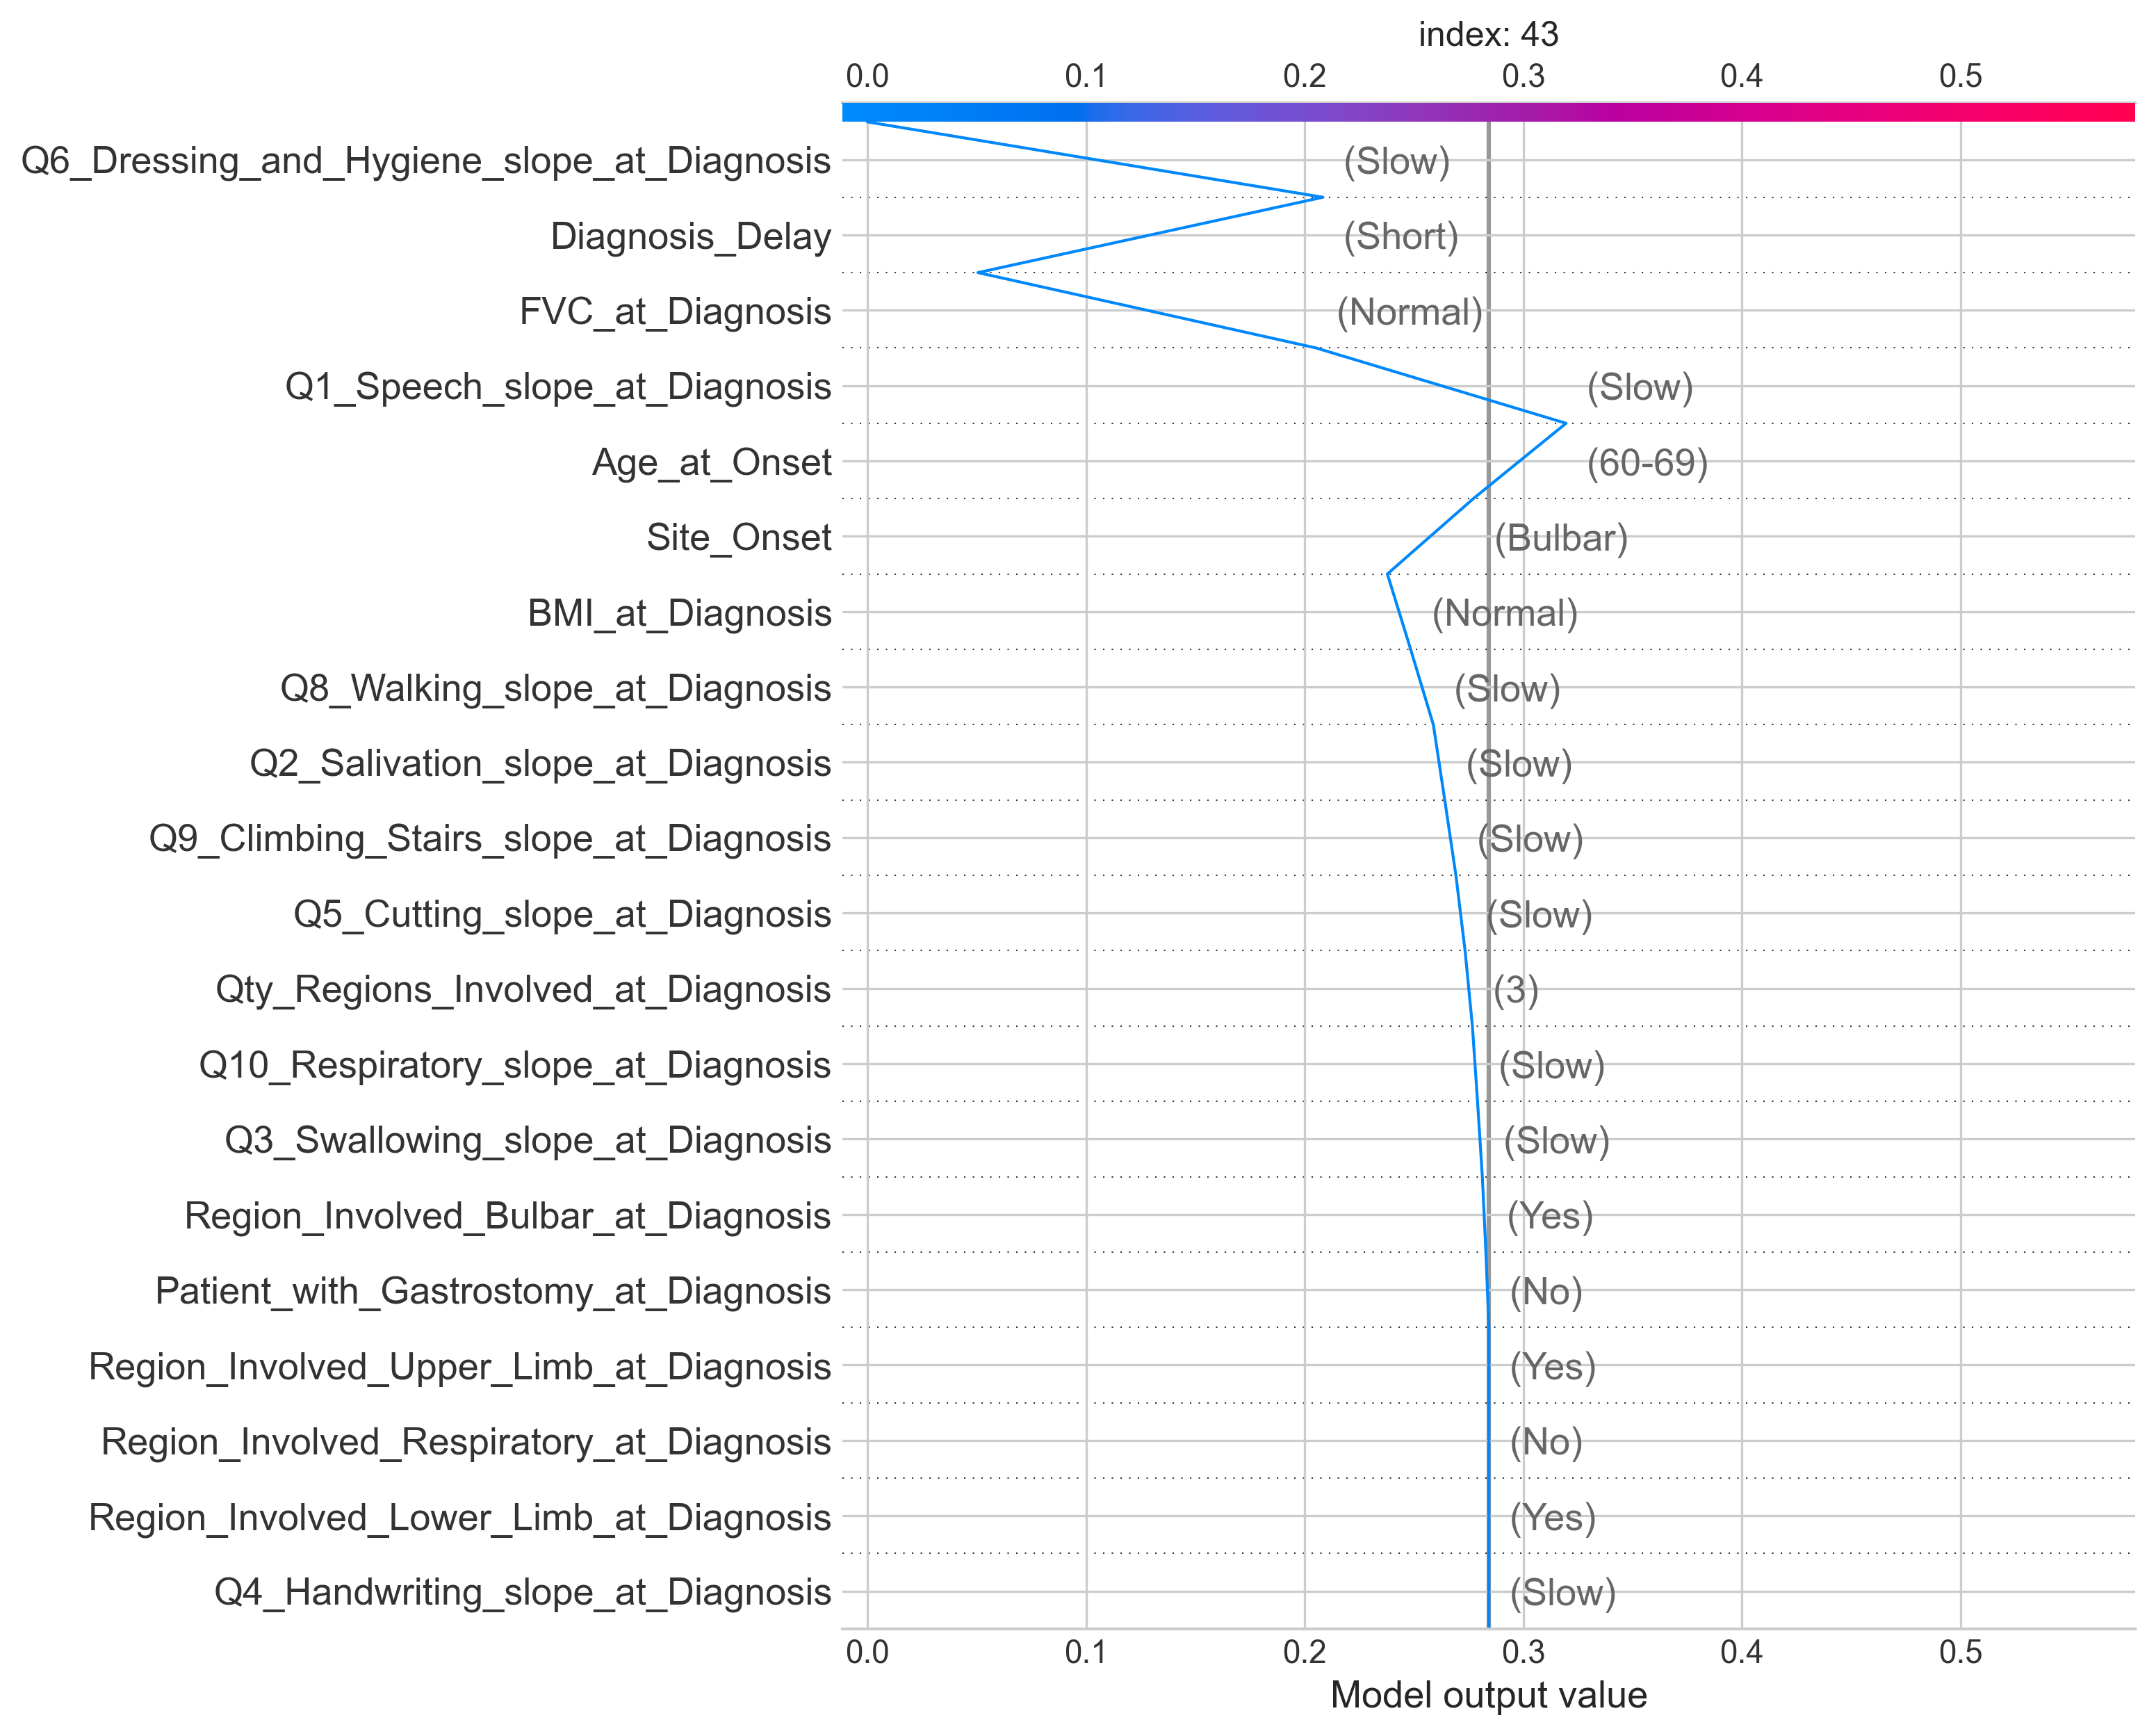 index: 43
0.0 0.1 0.2 0.3 0.4 0.5
Q6_Dressing_and_Hygiene_slope_at_Diagnosis (Slow)
Diagnosis_Delay (Short)
FVC_at_Diagnosis (Normal)
Q1_Speech_slope_at_Diagnosis (Slow)
Age_at_Onset (60-69)
Site_Onset (Bulbar)
BMI_at_Diagnosis (Normal)
Q8_Walking_slope_at_Diagnosis (Slow)
Q2_Salivation_slope_at_Diagnosis (Slow)
Q9_Climbing_Stairs_slope_at_Diagnosis (Slow)
Q5_Cutting_slope_at_Diagnosis (Slow)
Qty_Regions_Involved_at_Diagnosis (3)
Q10_Respiratory_slope_at_Diagnosis (Slow)
Q3_Swallowing_slope_at_Diagnosis (Slow)
Region_Involved_Bulbar_at_Diagnosis (Yes)
Patient_with_Gastrostomy_at_Diagnosis (No)
Region_Involved_Upper_Limb_at_Diagnosis (Yes)
Region_Involved_Respiratory_at_Diagnosis (No)
Region_Involved_Lower_Limb_at_Diagnosis (Yes)
Q4_Handwriting_slope_at_Diagnosis (Slow)
0.0 0.1 0.2 0.3 0.4 0.5
Model output value